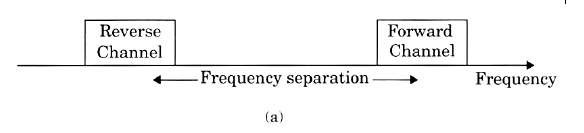 Reverse
Channel
Forward
Channel
Frequency separation
Frequency
(a)